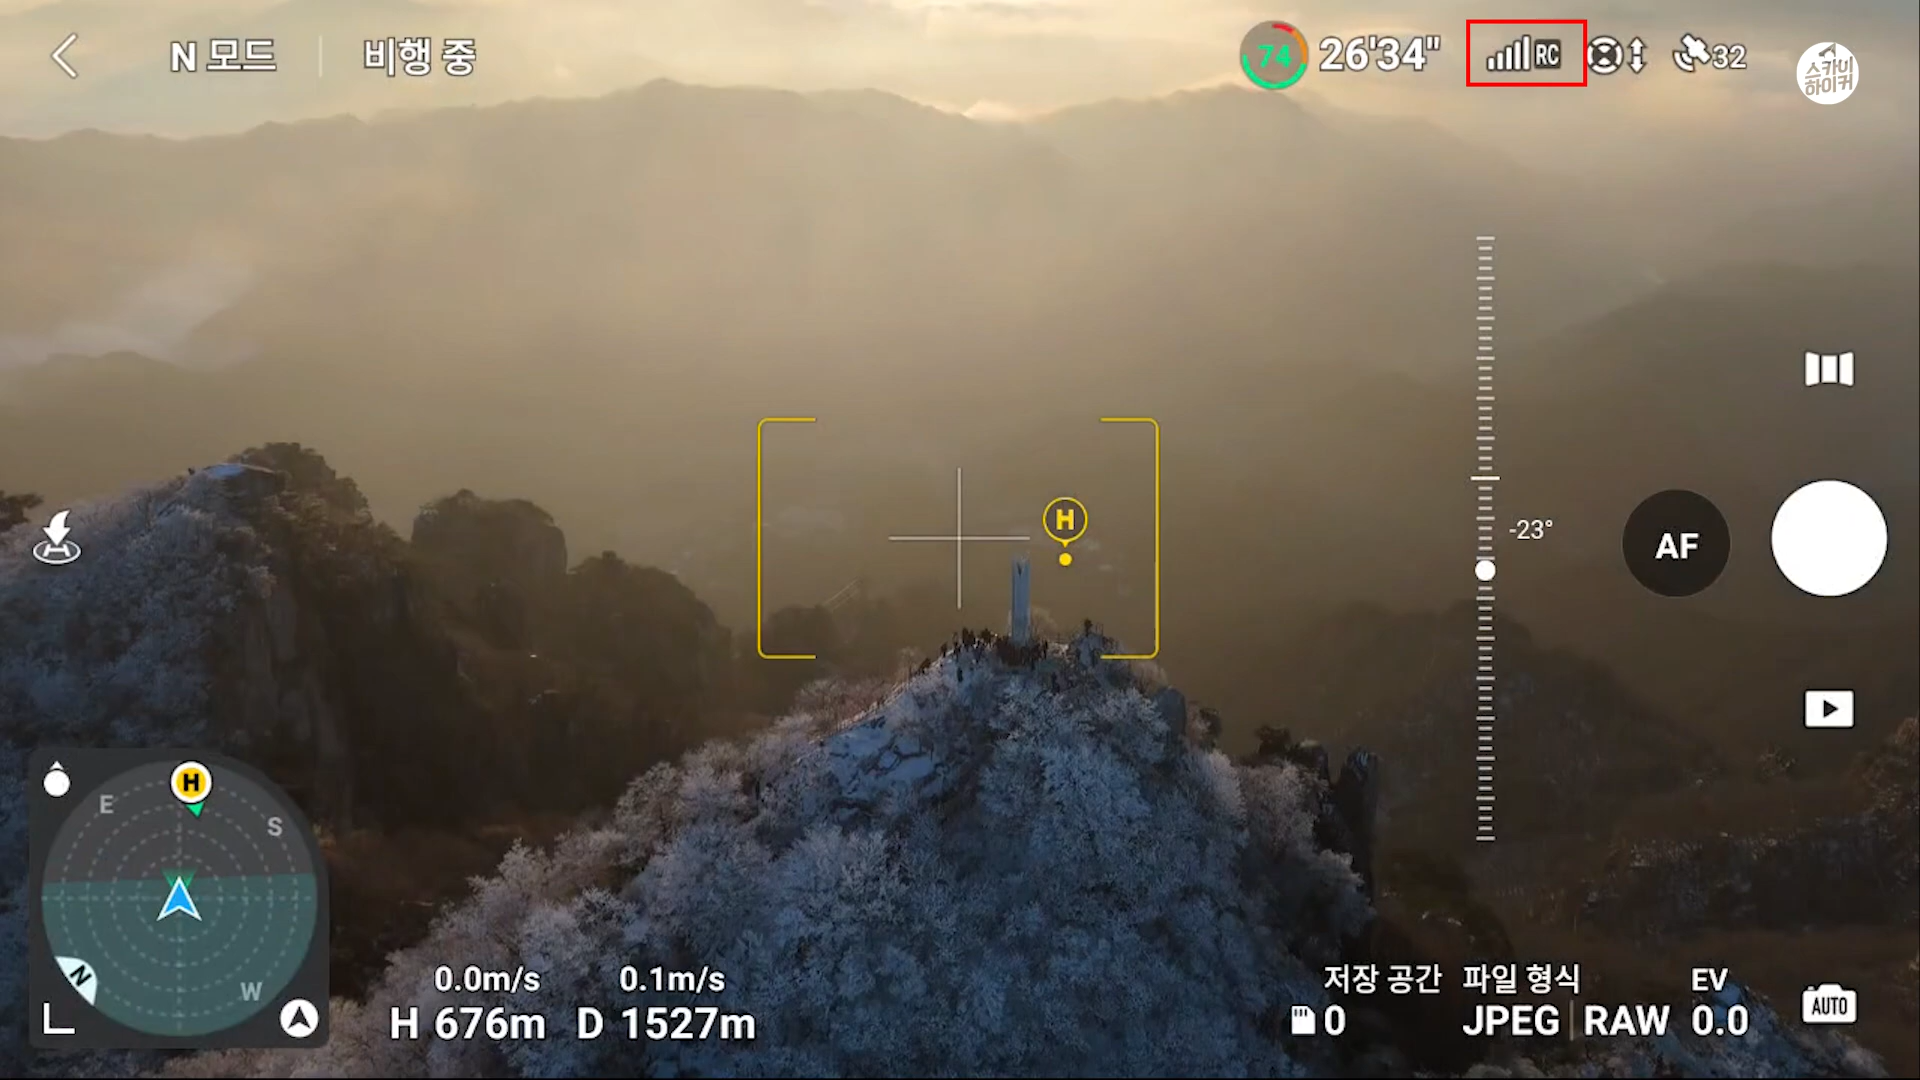 N 모드 비행 중 74 26'34" RC 32
스카이
하이커
H
-23°
AF
H
E S
N W
0.0m/s 0.1m/s
H 676m D 1527m
저장 공간 파일 형식 EV
0 JPEG RAW 0.0
AUTO